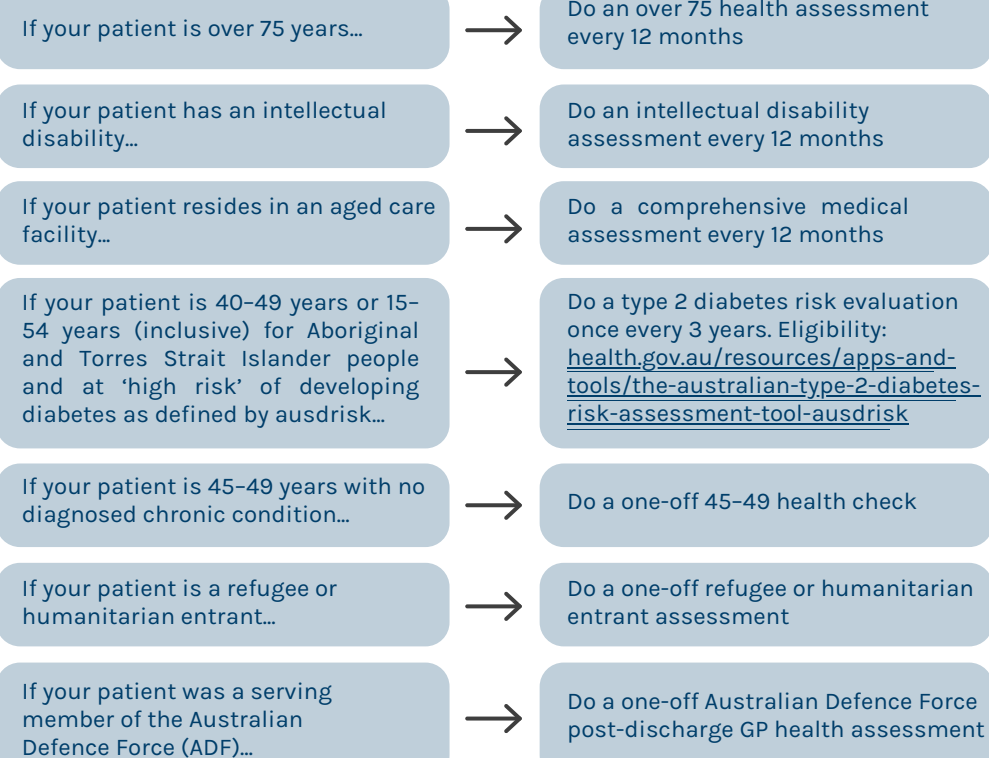 If your patient is over 75 years…
Do an over 75 health assessment
every 12 months
If your patient has an intellectual
disability…
Do an intellectual disability
assessment every 12 months
If your patient resides in an aged care
facility…
Do a comprehensive medical
assessment every 12 months
If your patient is 40–49 years or 15–
54 years (inclusive) for Aboriginal
and Torres Strait Islander people
and at ‘high risk’ of developing
diabetes as defined by ausdrisk…
Do a type 2 diabetes risk evaluation
once every 3 years. Eligibility:
health.gov.au/resources/apps-and-
tools/the-australian-type-2-diabetes-
risk-assessment-tool-ausdrisk
If your patient is 45–49 years with no
diagnosed chronic condition…
Do a one-off 45–49 health check
If your patient is a refugee or
humanitarian entrant…
Do a one-off refugee or humanitarian
entrant assessment
If your patient was a serving
member of the Australian
Defence Force (ADF)…
Do a one-off Australian Defence Force
post-discharge GP health assessment